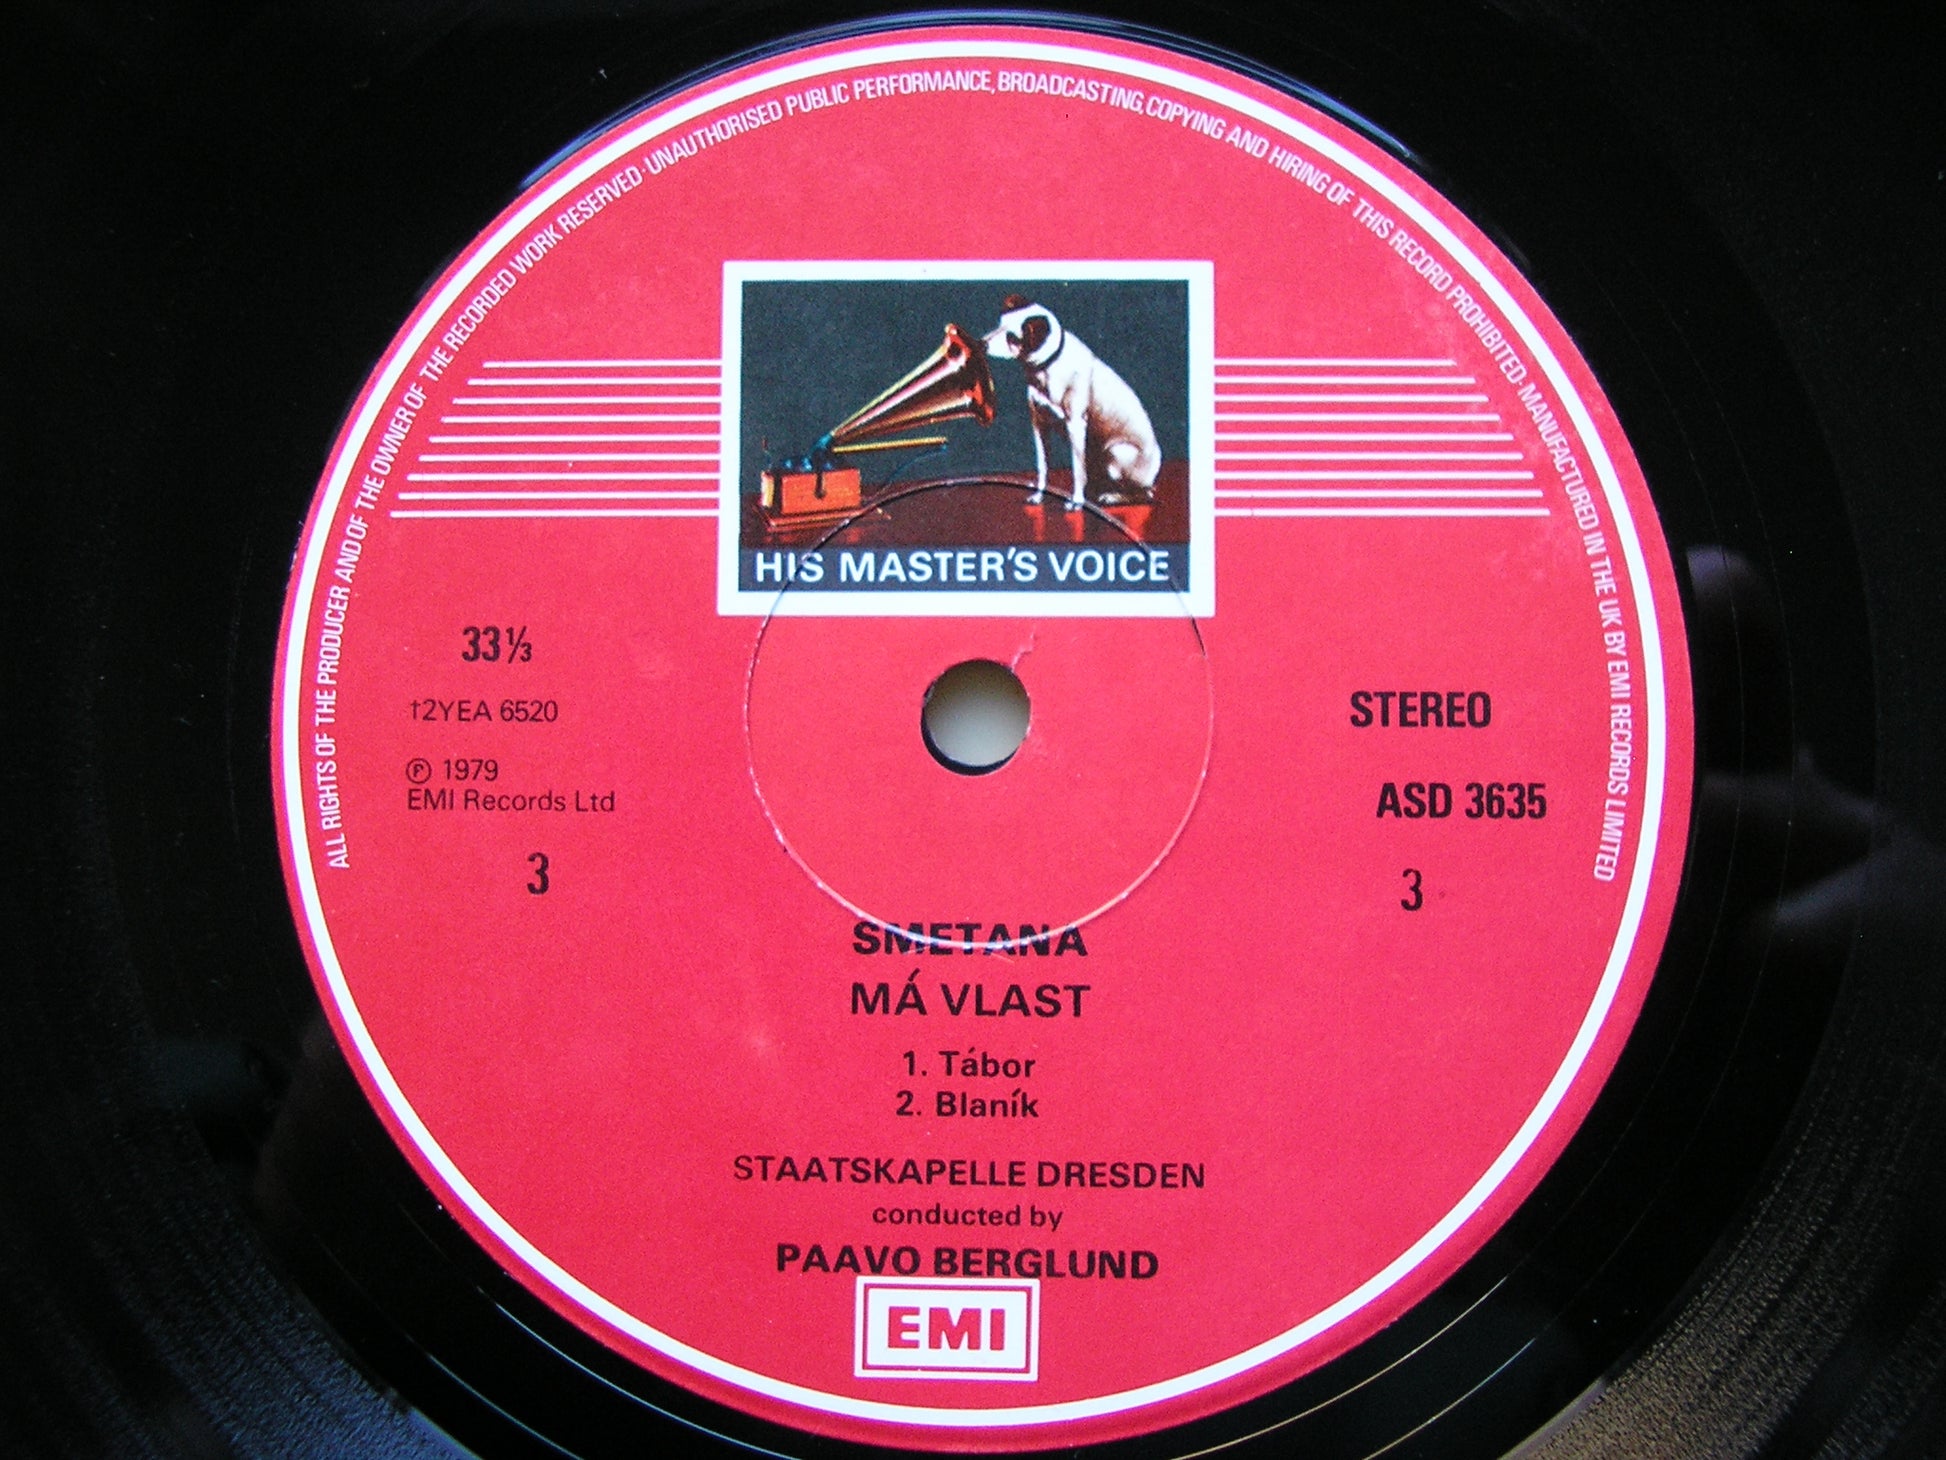 ALL RIGHTS OF THE PRODUCER AND OF THE OWNER OF THE RECORDED WORK RESERVED· UNAUTHORISED PUBLIC PERFORMANCE, BROADCASTING, COPYING AND HIRING OF THIS RECORD PROHIBITED· MANUFACTURED IN THE UK BY EMI RECORDS LIMITED
HIS MASTER'S VOICE
33⅓
†2YEA 6520
STEREO
℗ 1979
EMI Records Ltd
ASD 3635
3
3
SMETANA
MÁ VLAST
1. Tábor
2. Blaník
STAATSKAPELLE DRESDEN
conducted by
PAAVO BERGLUND
EMI